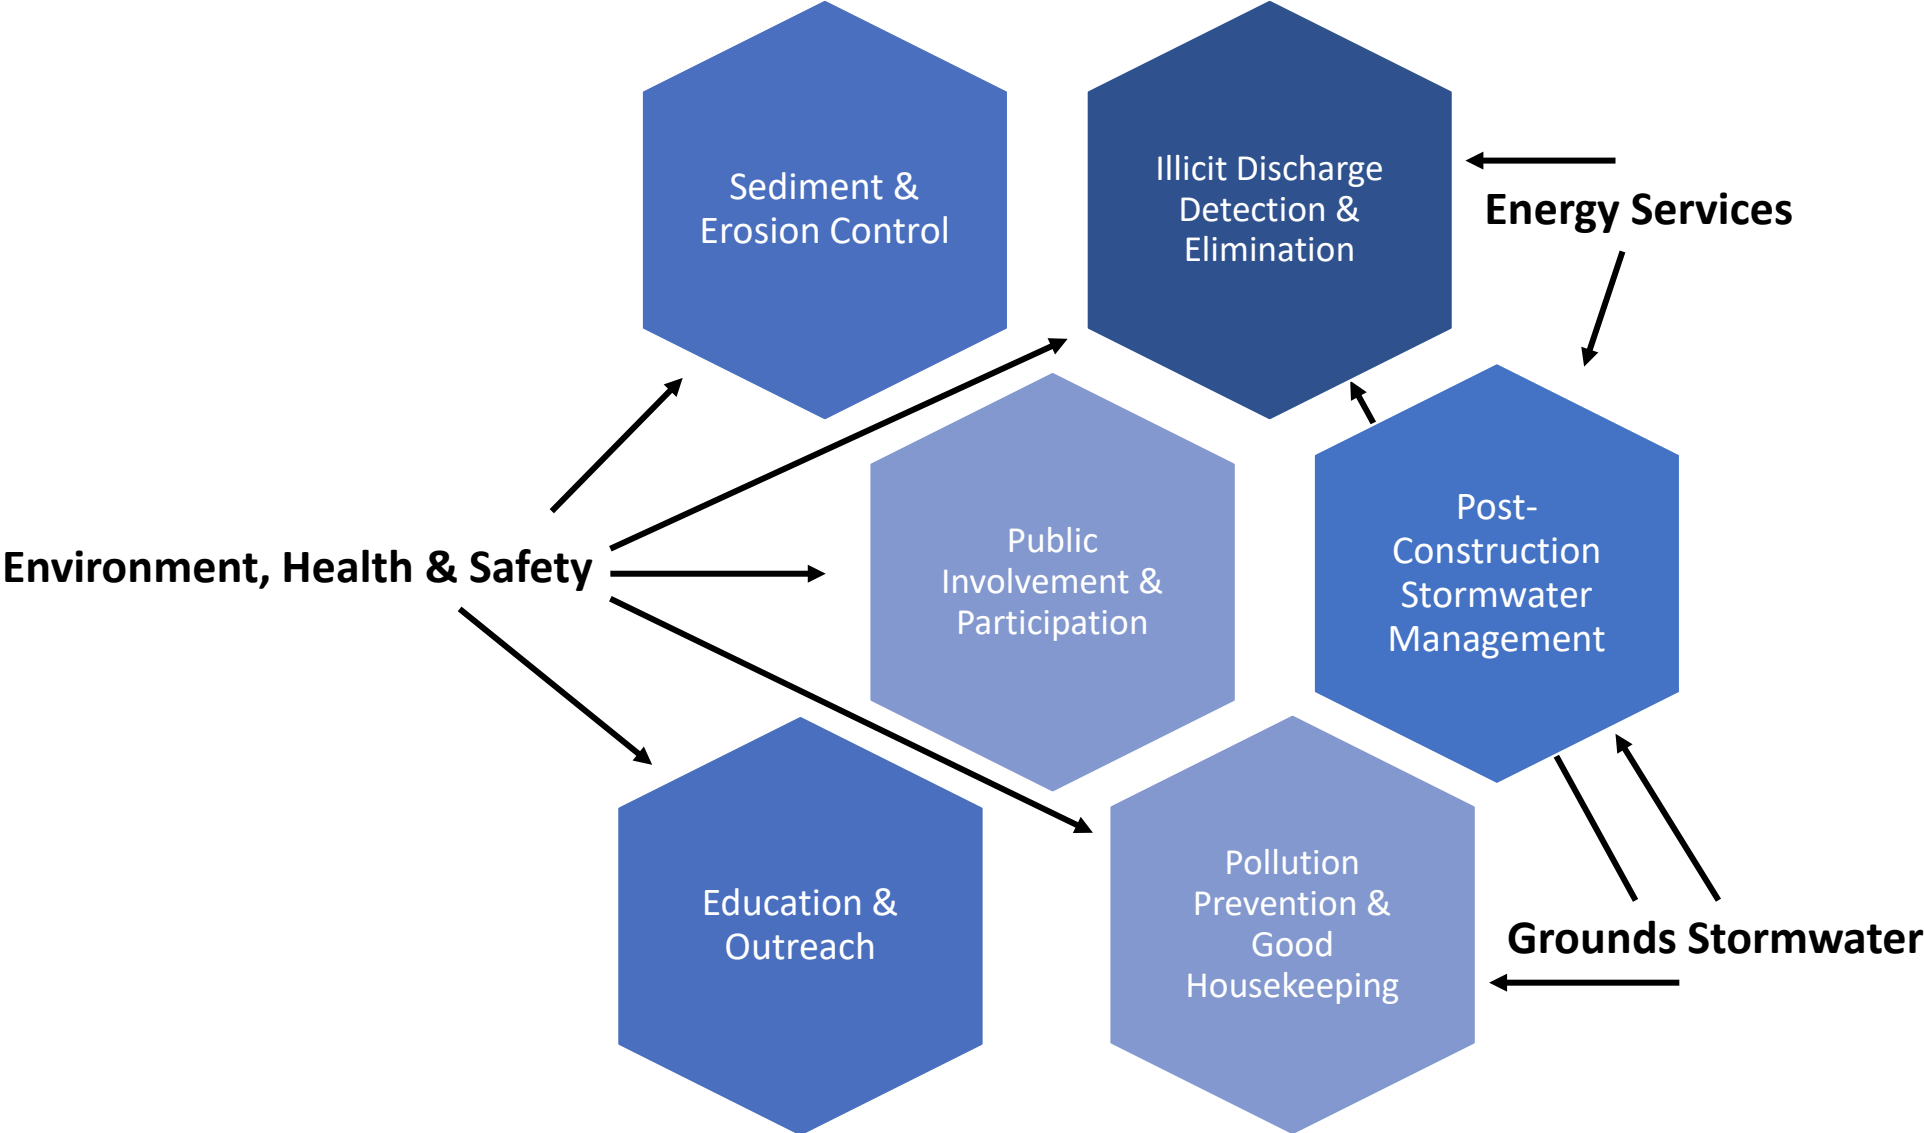 Sediment &
Erosion Control
Illicit Discharge
Detection &
Elimination
Energy Services
Environment, Health & Safety
Public
Involvement &
Participation
Post-
Construction
Stormwater
Management
Education &
Outreach
Pollution
Prevention &
Good
Housekeeping
Grounds Stormwater